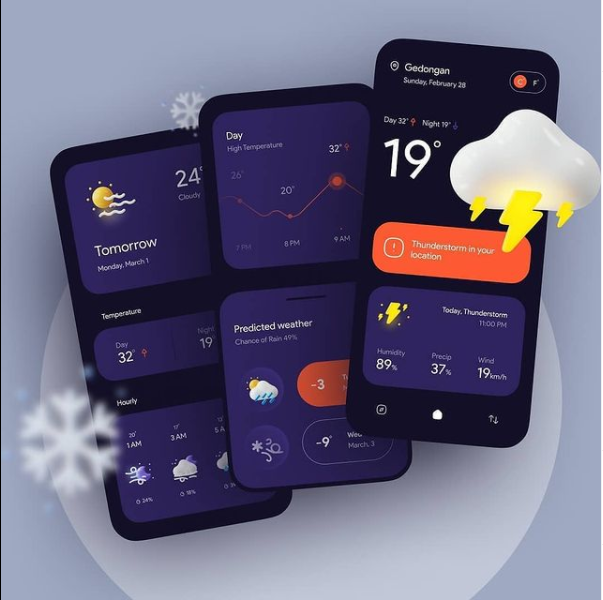 24°
Cloudy
Tomorrow
Monday, March 1
Temperature
Day
32°
Night
19
Hourly
20°
1 AM
17°
3 AM
5 A
24%
18%
Day
High Temperature
32°
26°
20°
7 PM
8 PM
9 AM
Predicted weather
Chance of Rain 49%
-3
-9°
March, 3
Gedongan
Sunday, February 28
C F°
Day 32° Night 19°
19°
Thunderstorm in your
location
Today, Thunderstorm
11:00 PM
Humidity Precip Wind
89% 37% 19km/h